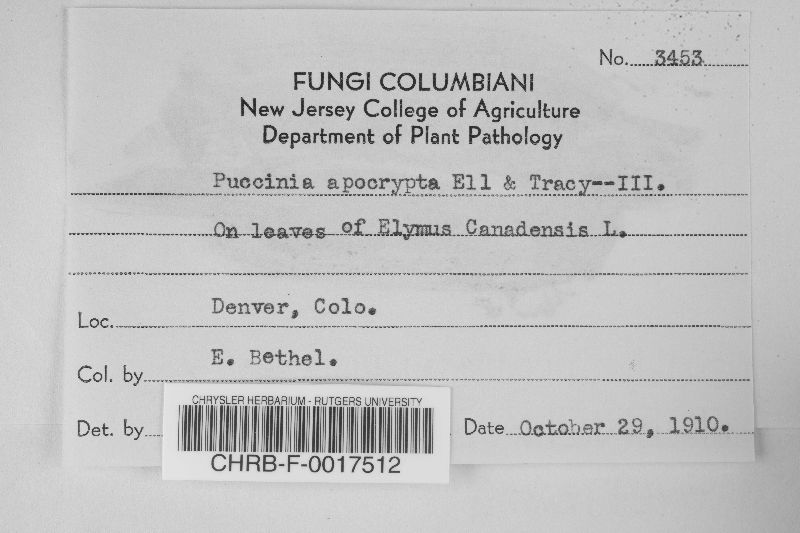 No. 3453
FUNGI COLUMBIANI
New Jersey College of Agriculture
Department of Plant Pathology
Puccinia apocrypta Ell & Tracy--III.
On leaves of Elymus Canadensis L.
Loc. Denver, Colo.
Col. by E. Bethel.
Det. by
Date October 29, 1910.
CHRYSLER HERBARIUM - RUTGERS UNIVERSITY
CHRB-F-0017512